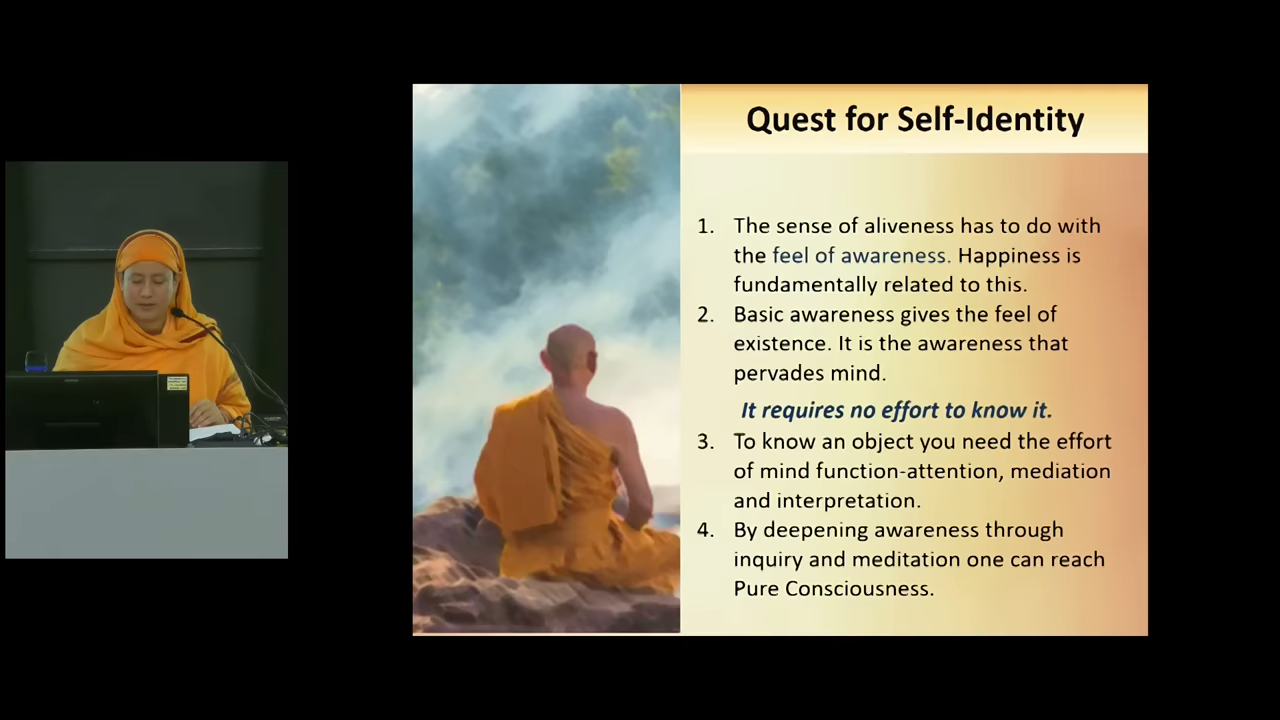 Quest for Self-Identity
1. The sense of aliveness has to do with
the feel of awareness. Happiness is
fundamentally related to this.
2. Basic awareness gives the feel of
existence. It is the awareness that
pervades mind.
It requires no effort to know it.
3. To know an object you need the effort
of mind function-attention, mediation
and interpretation.
4. By deepening awareness through
inquiry and meditation one can reach
Pure Consciousness.